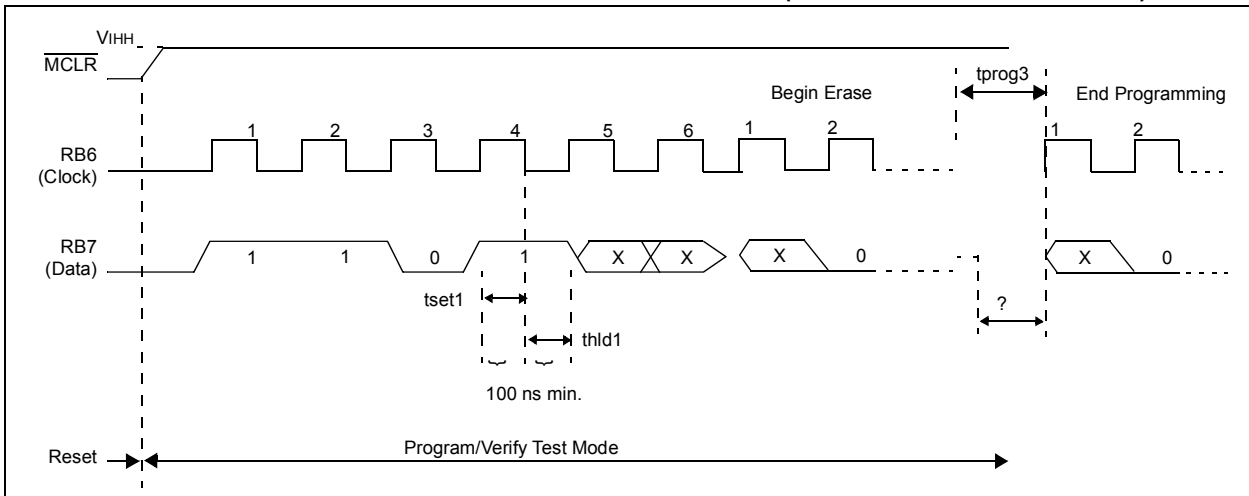 VIHH
MCLR
tprog3
Begin Erase
End Programming
1 2 3 4 5 6 1 2 1 2
RB6
(Clock)
RB7
(Data)
1 1 0 1 X X X 0 X 0
tset1
?
thld1
100 ns min.
Reset
Program/Verify Test Mode